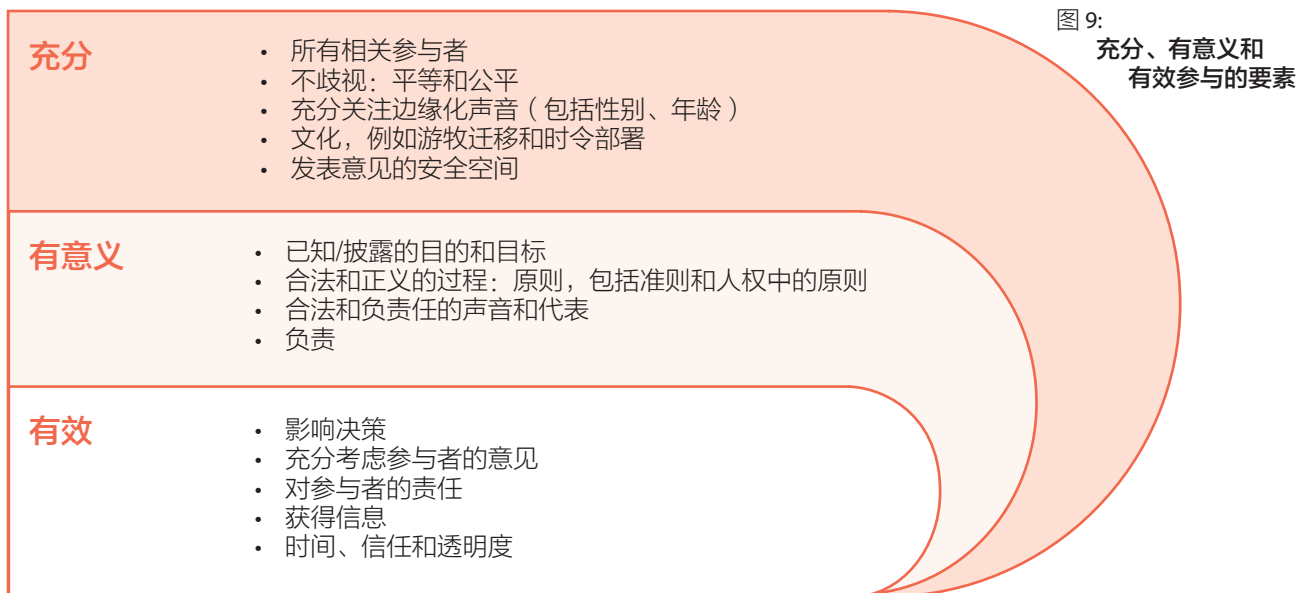 图 9:
充分、有意义和
有效参与的要素
充分
• 所有相关参与者
• 不歧视：平等和公平
• 充分关注边缘化声音（包括性别、年龄）
• 文化，例如游牧迁移和时令部署
• 发表意见的安全空间
有意义
• 已知/披露的目的和目标
• 合法和正义的过程：原则，包括准则和人权中的原则
• 合法和负责任的声音和代表
• 负责
有效
• 影响决策
• 充分考虑参与者的意见
• 对参与者的责任
• 获得信息
• 时间、信任和透明度